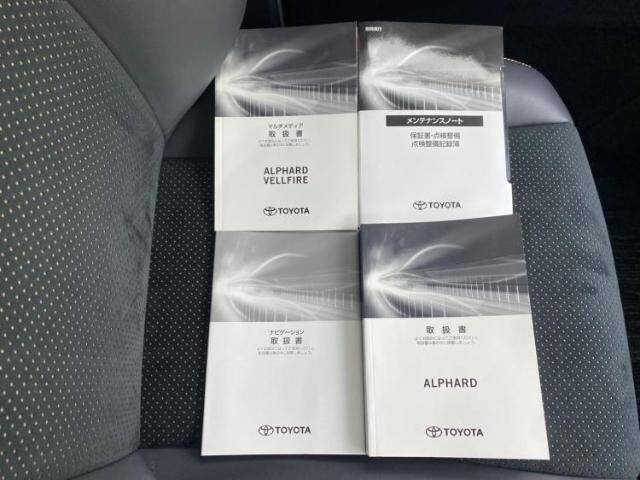 マルチメディア
取扱書
ALPHARD
VELLFIRE
TOYOTA
メンテナンスノート
保証書・点検整備
点検整備記録簿
TOYOTA
ナビゲーション
取扱書
TOYOTA
取扱書
ALPHARD
TOYOTA